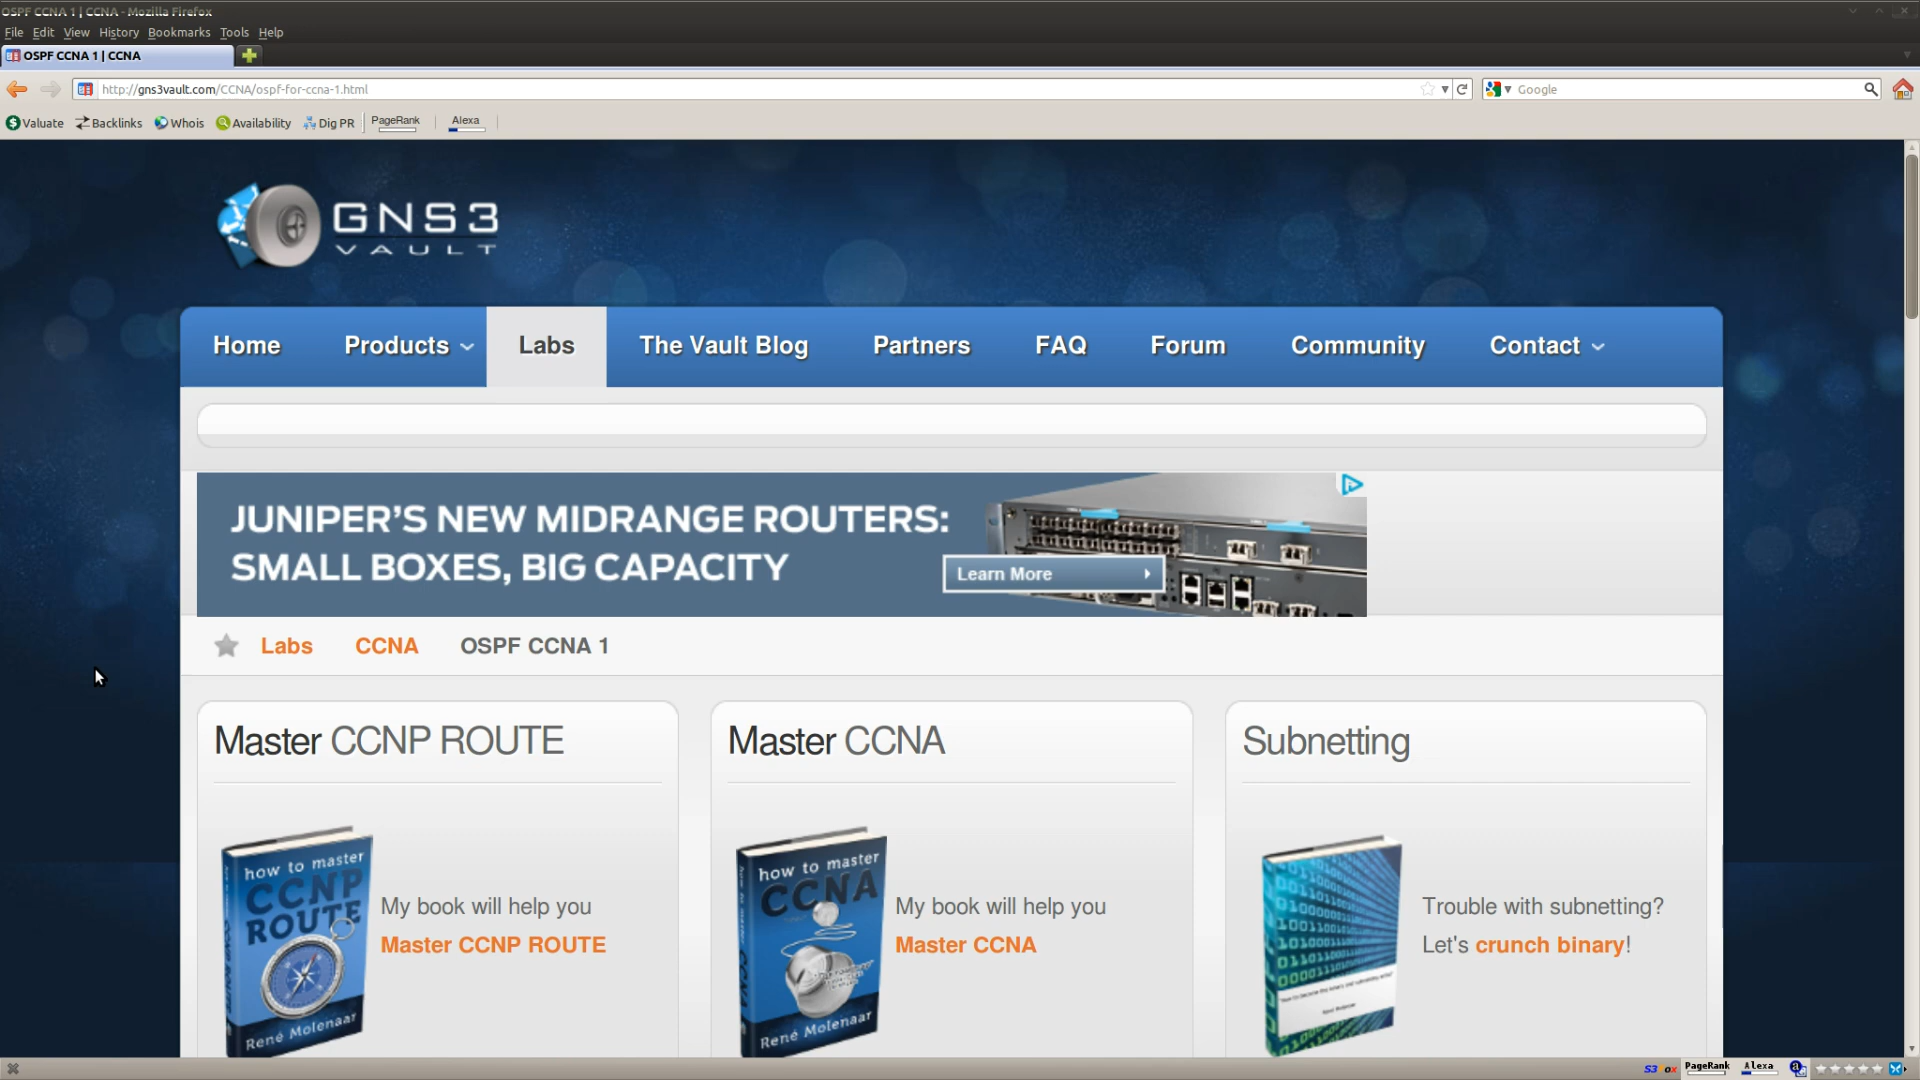 OSPF CCNA 1 | CCNA - Mozilla Firefox
File Edit View History Bookmarks Tools Help
OSPF CCNA 1 | CCNA
http://gns3vault.com/CCNA/ospf-for-ccna-1.html
Google
Valuate Backlinks Whois Availability Dig PR PageRank Alexa
GNS3
VAULT
Home Products Labs The Vault Blog Partners FAQ Forum Community Contact
JUNIPER'S NEW MIDRANGE ROUTERS:
SMALL BOXES, BIG CAPACITY
Learn More
Labs CCNA OSPF CCNA 1
Master CCNP ROUTE
how to master
CCNP
ROUTE
René Molenaar
My book will help you
Master CCNP ROUTE
Master CCNA
how to master
CCNA
René Molenaar
My book will help you
Master CCNA
Subnetting
Trouble with subnetting?
Let's crunch binary!
PageRank Alexa